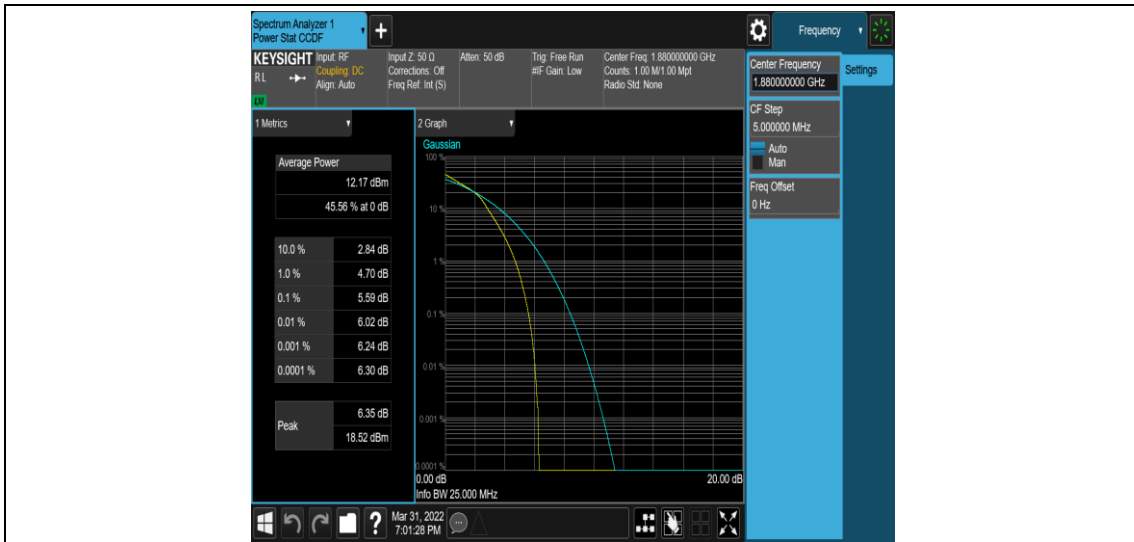 Spectrum Analyzer 1
Power Stat CCDF
Frequency
KEYSIGHT
RL
Input: RF
Coupling: DC
Align: Auto
Input Z: 50 Ω
Corrections: Off
Freq Ref: Int (S)
Atten: 50 dB
Trig: Free Run
#IF Gain: Low
Center Freq: 1.880000000 GHz
Counts: 1.00 M/1.00 Mpt
Radio Std: None
Center Frequency
1.880000000 GHz
Settings
CF Step
5.000000 MHz
Auto
Man
Freq Offset
0 Hz
1 Metrics
Average Power
12.17 dBm
45.56 % at 0 dB
10.0 % 2.84 dB
1.0 % 4.70 dB
0.1 % 5.59 dB
0.01 % 6.02 dB
0.001 % 6.24 dB
0.0001 % 6.30 dB
Peak
6.35 dB
18.52 dBm
2 Graph
Gaussian
100 %
10 %
1 %
0.1 %
0.01 %
0.001 %
0.0001 %
0.00 dB 20.00 dB
Info BW 25.000 MHz
?
Mar 31, 2022
7:01:28 PM